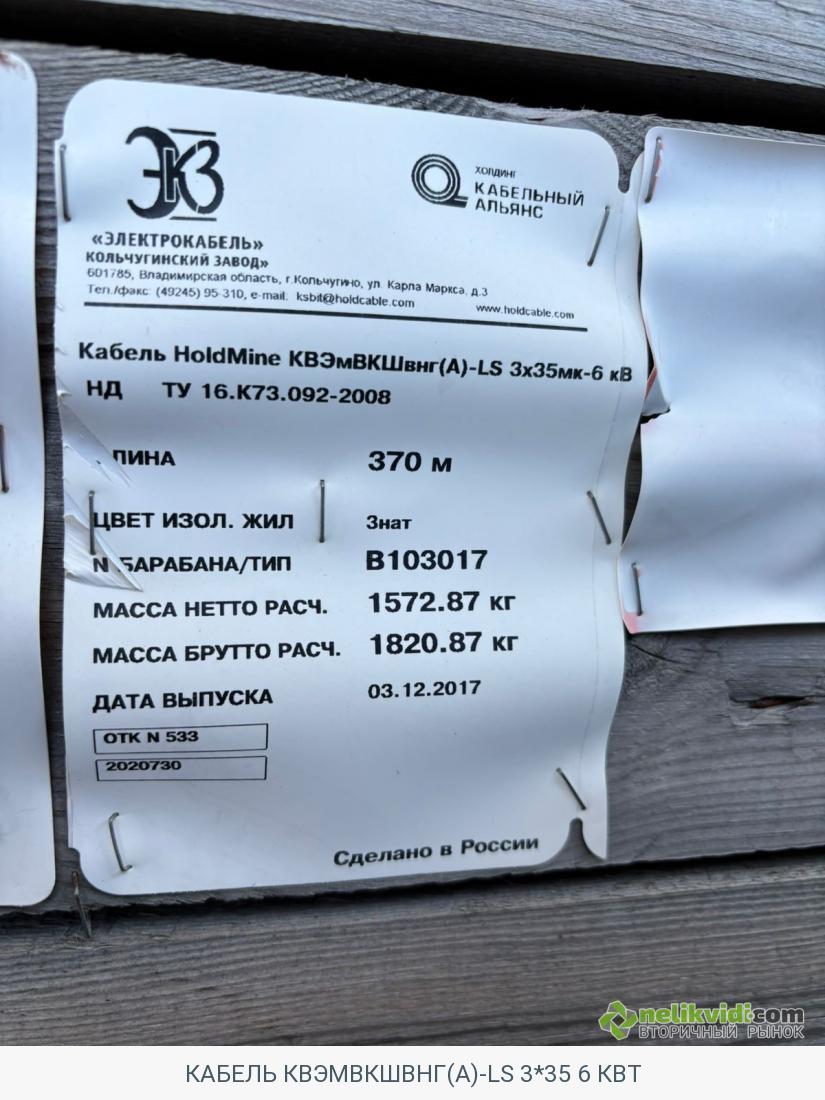 ЭКЗ
ХОЛДИНГ
КАБЕЛЬНЫЙ
АЛЬЯНС
«ЭЛЕКТРОКАБЕЛЬ»
КОЛЬЧУГИНСКИЙ ЗАВОД»
601785, Владимирская область, г.Кольчугино, ул. Карла Маркса, д.3
Тел./факс: (49245) 95-310, e-mail: ksbit@holdcable.com
www.holdcable.com
Кабель HoldMine КВЭмВКШвнг(А)-LS 3х35мк-6 кВ
НД ТУ 16.К73.092-2008
ЛИНА 370 м
ЦВЕТ ИЗОЛ. ЖИЛ 3нат
N БАРАБАНА/ТИП В103017
МАССА НЕТТО РАСЧ. 1572.87 кг
МАССА БРУТТО РАСЧ. 1820.87 кг
ДАТА ВЫПУСКА 03.12.2017
ОТК N 533
2020730
Сделано в России
nelikvidi.com
ВТОРИЧНЫЙ РЫНОК
КАБЕЛЬ КВЭМВКШВНГ(А)-LS 3*35 6 КВТ